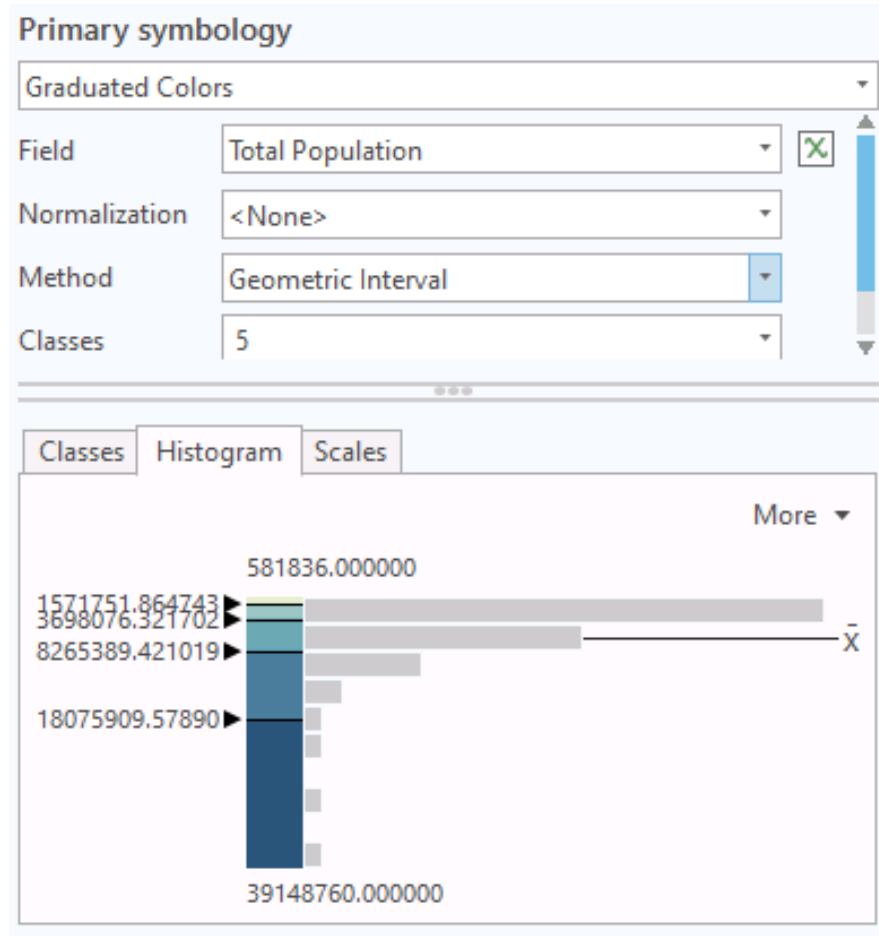 Primary symbology
Graduated Colors
Field Total Population
Normalization <None>
Method Geometric Interval
Classes 5
Classes Histogram Scales
More
581836.000000
1571751.864743
3698076.321702
8265389.421019
x̄
18075909.57890
39148760.000000